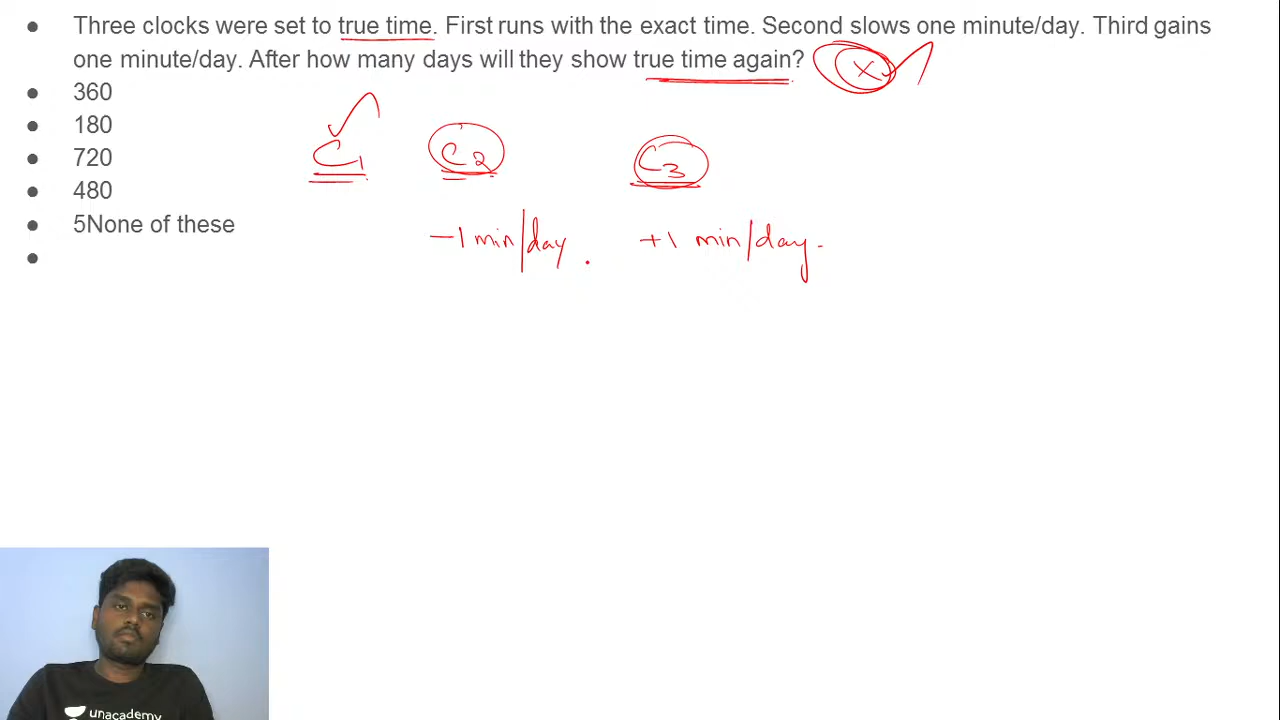 Three clocks were set to true time. First runs with the exact time. Second slows one minute/day. Third gains
one minute/day. After how many days will they show true time again? X
360
180
720
480
5None of these
C1 C2 C3
-1 min/day. +1 min/day.
unacademy